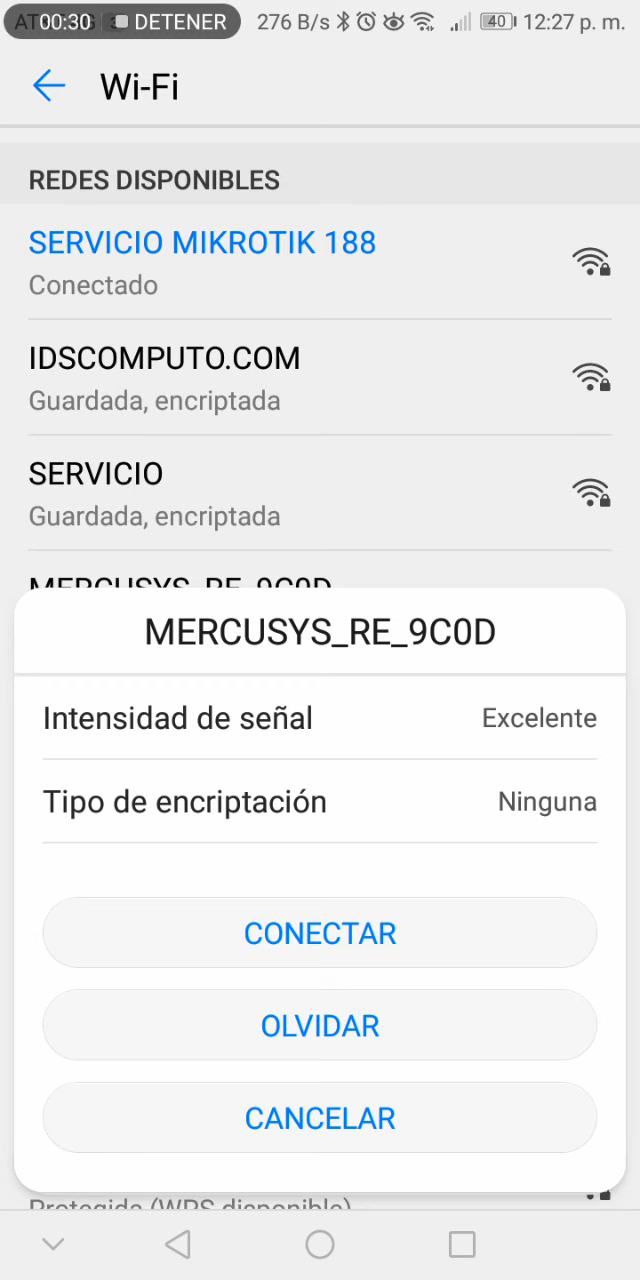 00:30 DETENER 276 B/s 40 12:27 p. m.
Wi-Fi
REDES DISPONIBLES
SERVICIO MIKROTIK 188
Conectado
IDSCOMPUTO.COM
Guardada, encriptada
SERVICIO
Guardada, encriptada
MERCUSYS_RE_9C0D
MERCUSYS_RE_9C0D
Intensidad de señal Excelente
Tipo de encriptación Ninguna
CONECTAR
OLVIDAR
CANCELAR
Protegida (WPS disponible)